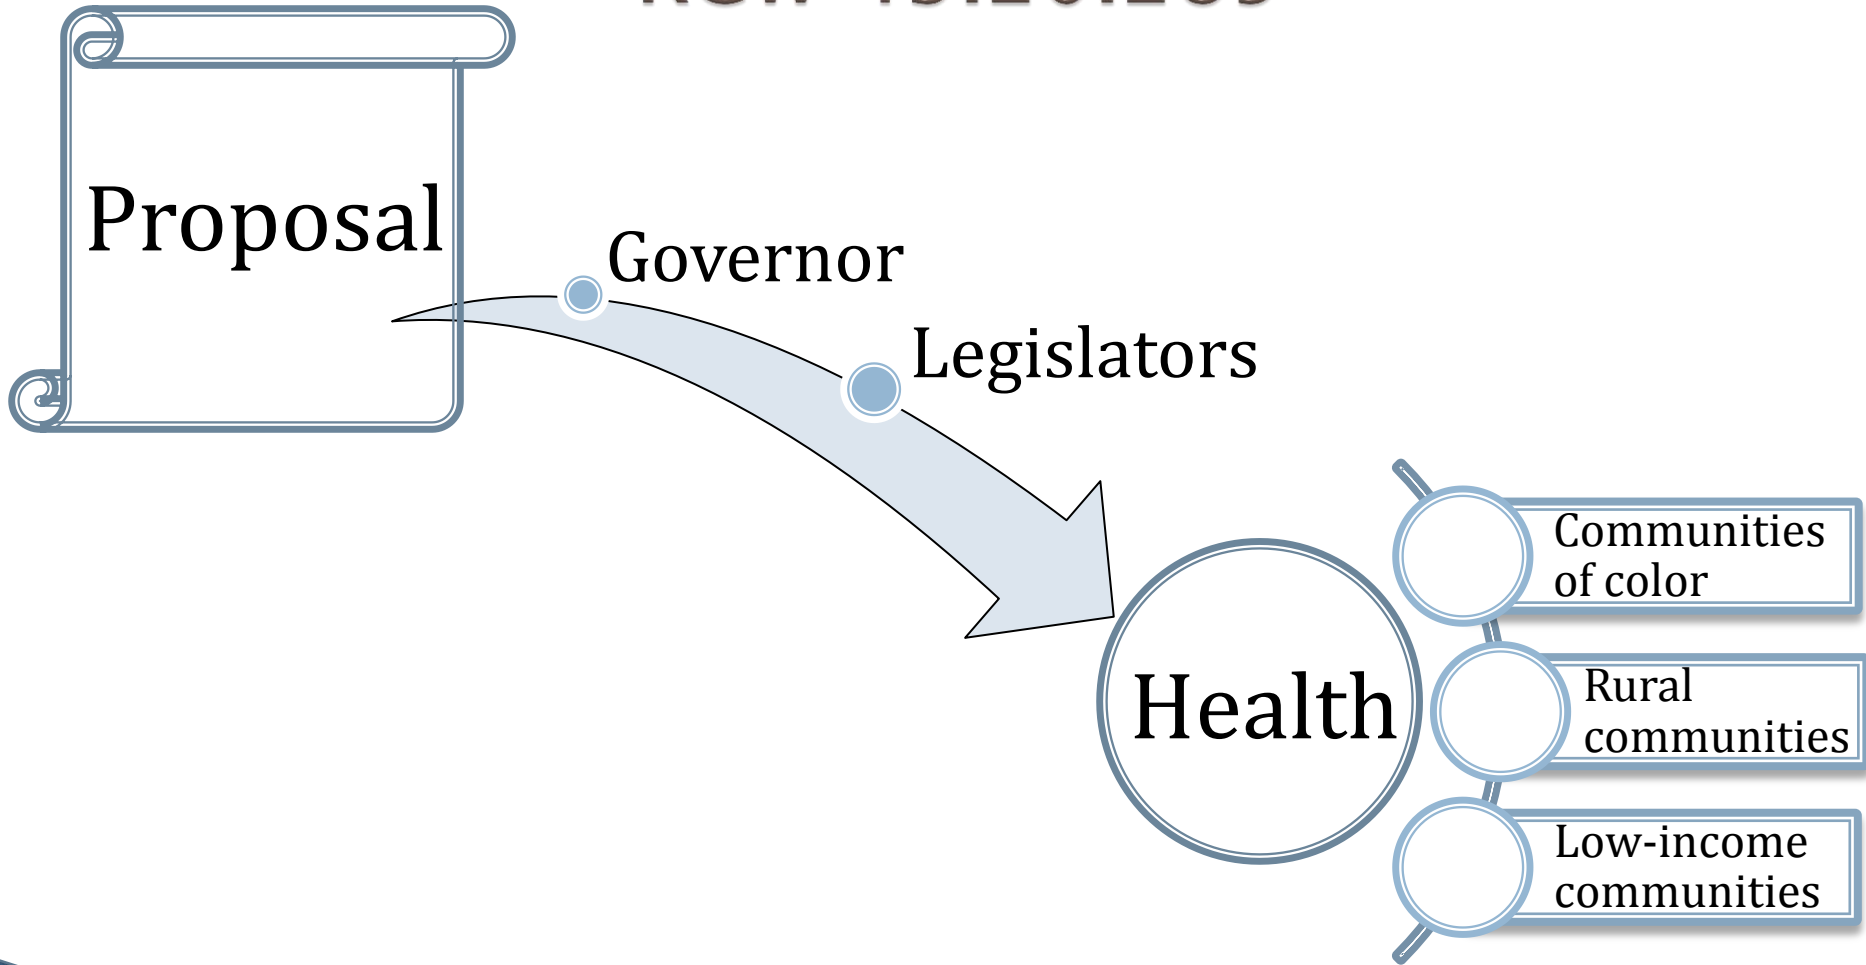 Proposal
Governor
Legislators
Health
Communities
of color
Rural
communities
Low-income
communities